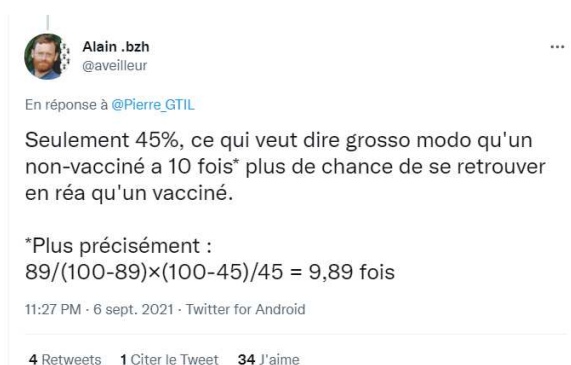 Alain .bzh
@aveilleur
En réponse à @Pierre_GTIL
Seulement 45%, ce qui veut dire grosso modo qu'un
non-vacciné a 10 fois* plus de chance de se retrouver
en réa qu'un vacciné.
*Plus précisément :
89/(100-89)×(100-45)/45 = 9,89 fois
11:27 PM · 6 sept. 2021 · Twitter for Android
4 Retweets 1 Citer le Tweet 34 J'aime